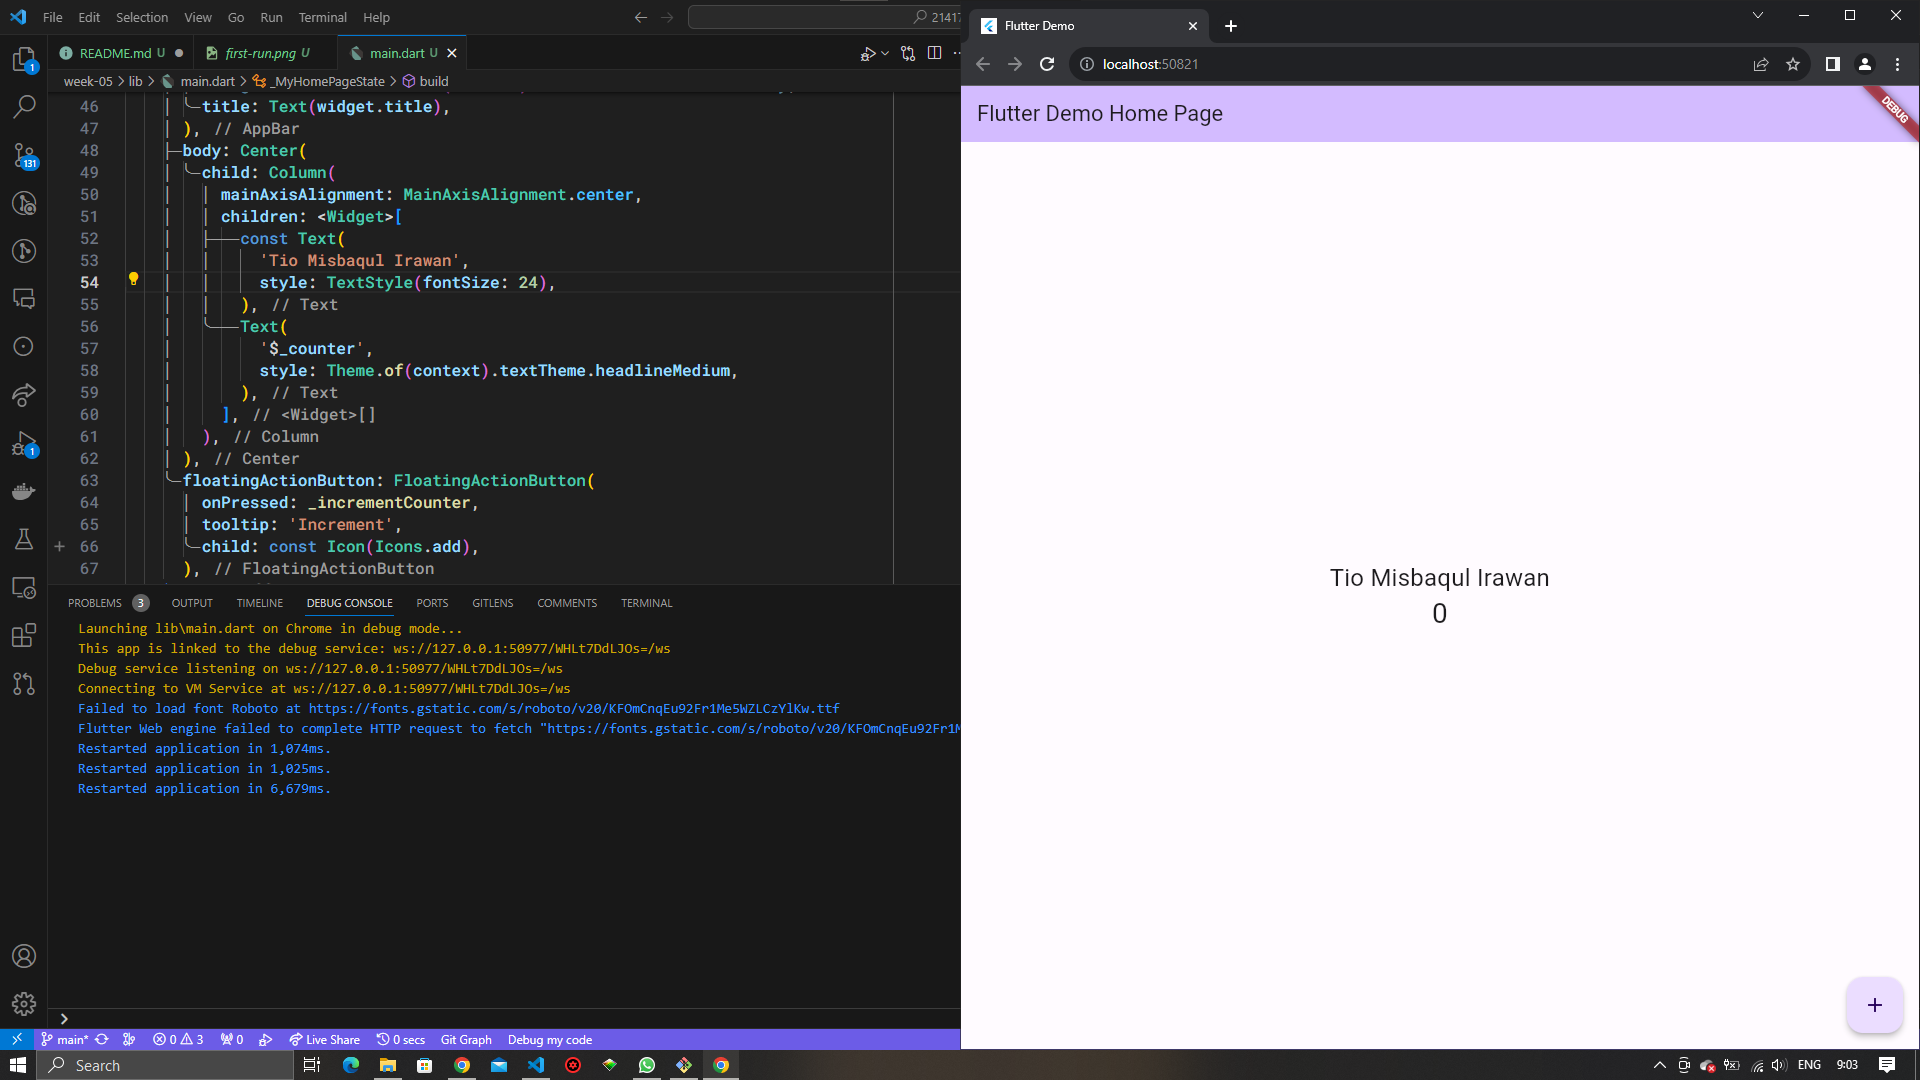 File Edit Selection View Go Run Terminal Help
21417
README.md U
first-run.png U
main.dart U
week-05 > lib > main.dart > _MyHomePageState > build
46 title: Text(widget.title),
47 ), // AppBar
48 body: Center(
49 child: Column(
50 mainAxisAlignment: MainAxisAlignment.center,
51 children: <Widget>[
52 const Text(
53 'Tio Misbaqul Irawan',
54 style: TextStyle(fontSize: 24),
55 ), // Text
56 Text(
57 '$_counter',
58 style: Theme.of(context).textTheme.headlineMedium,
59 ), // Text
60 ], // <Widget>[]
61 ), // Column
62 ), // Center
63 floatingActionButton: FloatingActionButton(
64 onPressed: _incrementCounter,
65 tooltip: 'Increment',
66 child: const Icon(Icons.add),
67 ), // FloatingActionButton
1
131
1
PROBLEMS 3 OUTPUT TIMELINE DEBUG CONSOLE PORTS GITLENS COMMENTS TERMINAL
Launching lib\main.dart on Chrome in debug mode...
This app is linked to the debug service: ws://127.0.0.1:50977/WHLt7DdLJOs=/ws
Debug service listening on ws://127.0.0.1:50977/WHLt7DdLJOs=/ws
Connecting to VM Service at ws://127.0.0.1:50977/WHLt7DdLJOs=/ws
Failed to load font Roboto at https://fonts.gstatic.com/s/roboto/v20/KFOmCnqEu92Fr1Me5WZLCzYlKw.ttf
Flutter Web engine failed to complete HTTP request to fetch "https://fonts.gstatic.com/s/roboto/v20/KFOmCnqEu92Fr1M
Restarted application in 1,074ms.
Restarted application in 1,025ms.
Restarted application in 6,679ms.
main* 0 3 0 Live Share 0 secs Git Graph Debug my code
Flutter Demo
localhost:50821
Flutter Demo Home Page
DEBUG
Tio Misbaqul Irawan
0
Search
ENG
9:03